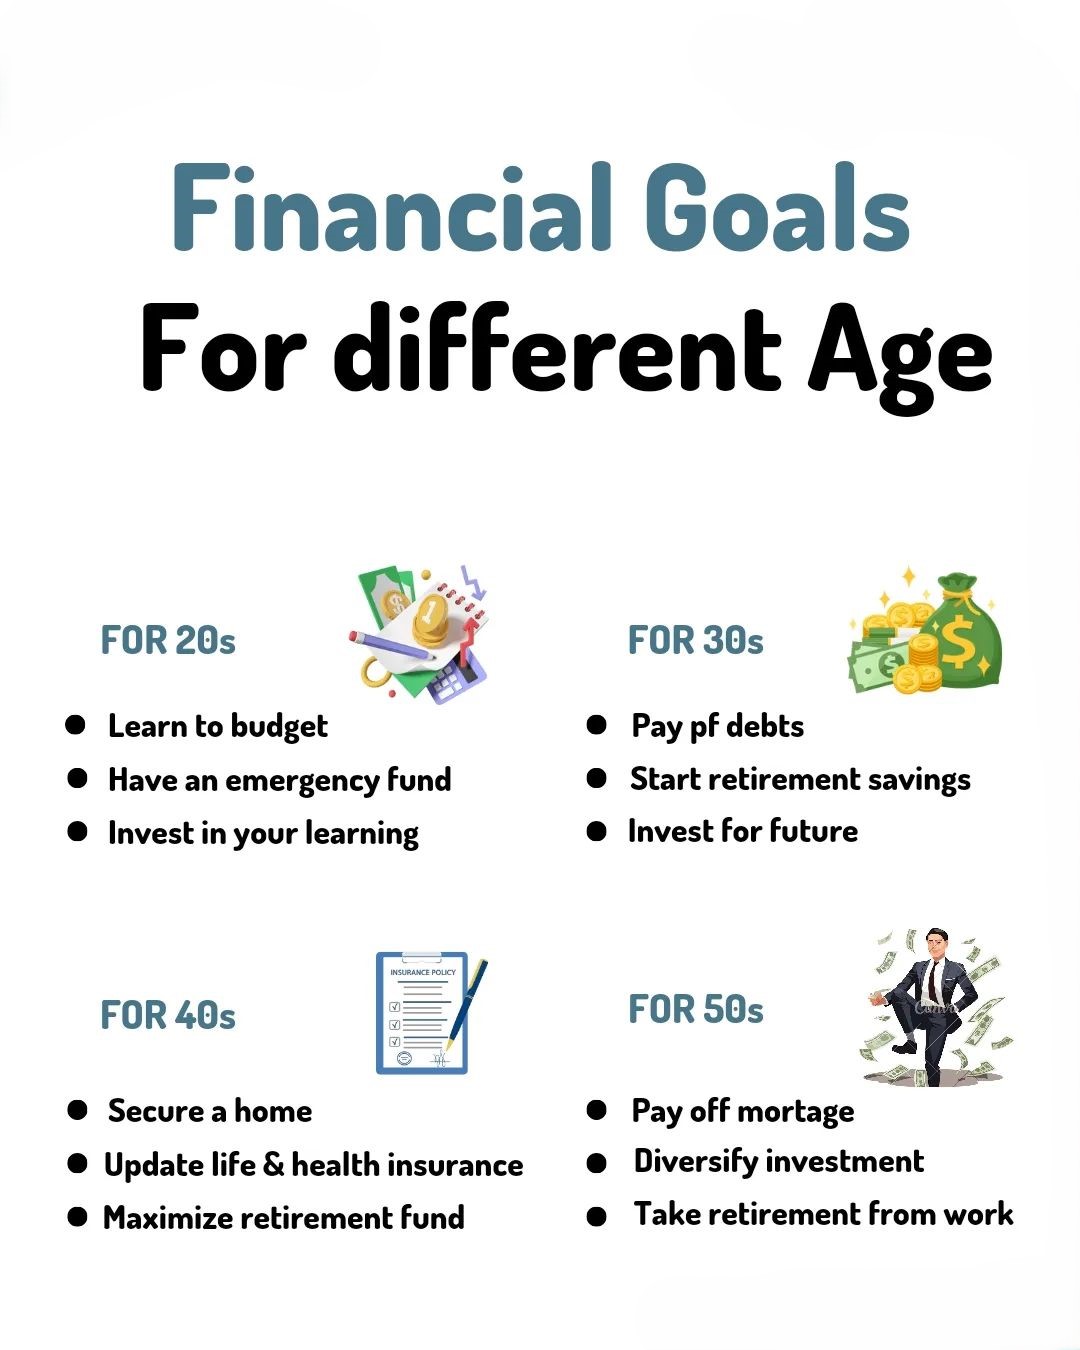 Financial Goals
For different Age
FOR 20s
Learn to budget
Have an emergency fund
Invest in your learning
FOR 30s
Pay pf debts
Start retirement savings
Invest for future
FOR 40s
INSURANCE POLICY
Secure a home
Update life & health insurance
Maximize retirement fund
FOR 50s
Canva
Pay off mortage
Diversify investment
Take retirement from work